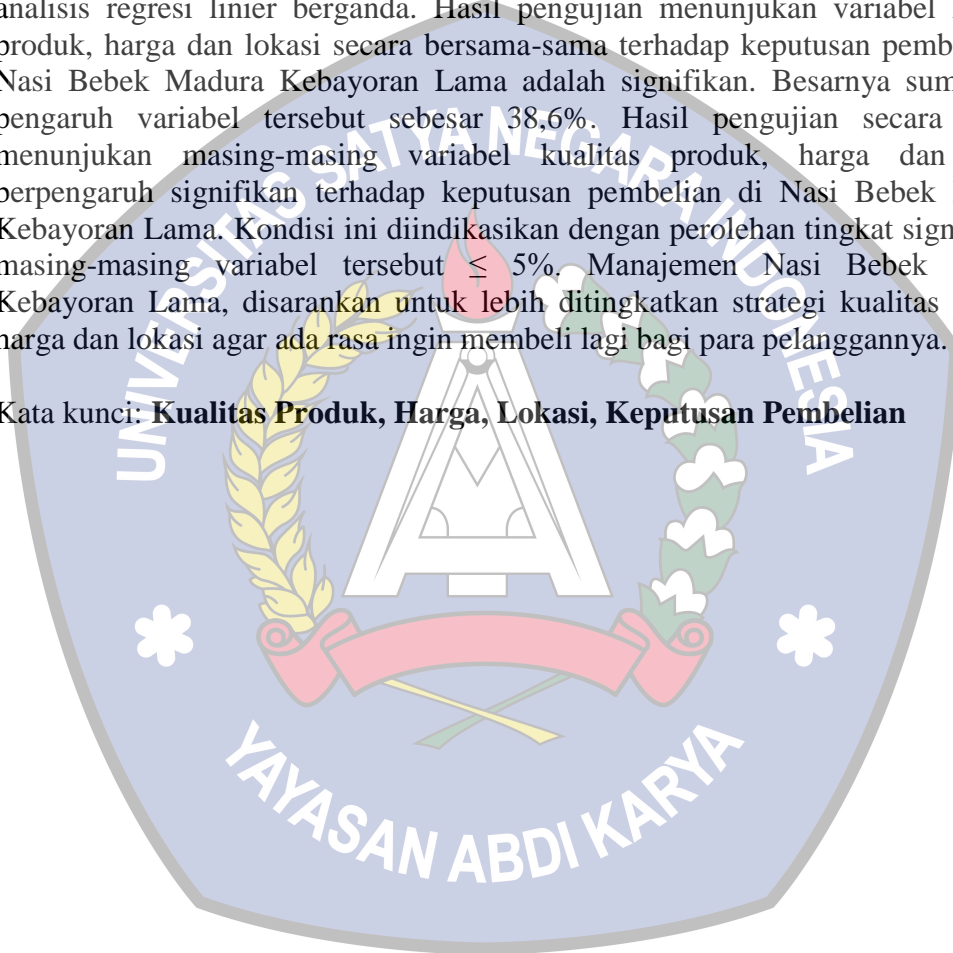 analisis regresi linier berganda. Hasil pengujian menunjukan variabel
produk, harga dan lokasi secara bersama-sama terhadap keputusan pemb
Nasi Bebek Madura Kebayoran Lama adalah signifikan. Besarnya sum
pengaruh variabel tersebut sebesar 38,6%. Hasil pengujian secara
menunjukan masing-masing variabel kualitas produk, harga dan
berpengaruh signifikan terhadap keputusan pembelian di Nasi Bebek
Kebayoran Lama. Kondisi ini diindikasikan dengan perolehan tingkat sign
masing-masing variabel tersebut ≤ 5%. Manajemen Nasi Bebek
Kebayoran Lama, disarankan untuk lebih ditingkatkan strategi kualitas
harga dan lokasi agar ada rasa ingin membeli lagi bagi para pelanggannya.
Kata kunci: Kualitas Produk, Harga, Lokasi, Keputusan Pembelian
UNIVERSITAS SATYA NEGARA INDONESIA
YAYASAN ABDI KARYA